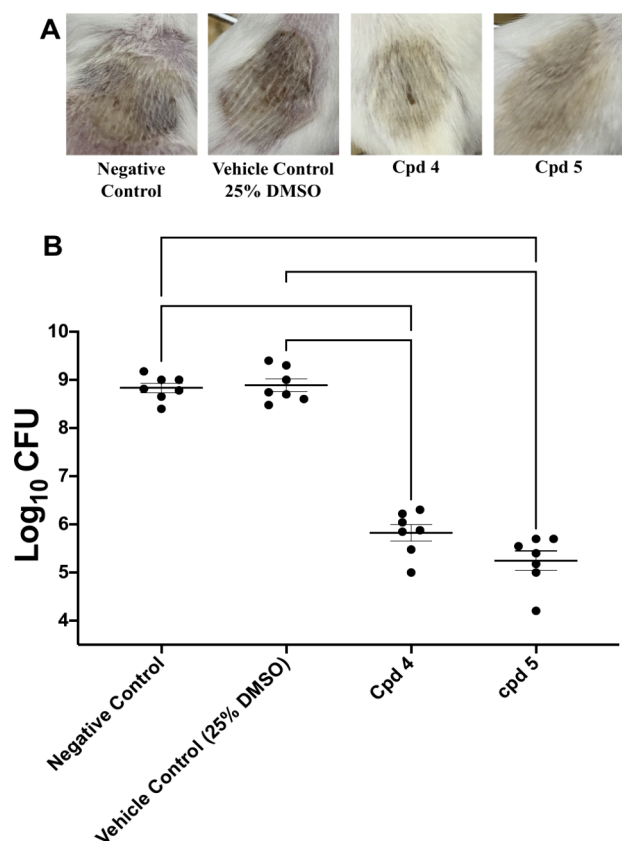 A
Negative
Control
Vehicle Control
25% DMSO
Cpd 4
Cpd 5
B
Log10 CFU
10
9
8
7
6
5
4
Negative Control
Vehicle Control (25% DMSO)
Cpd 4
cpd 5